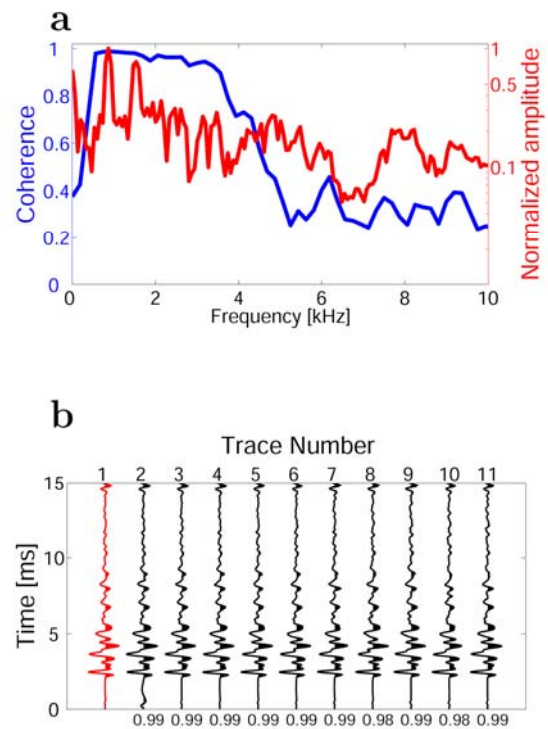 a
1
0.8
0.6
0.4
0.2
0
Coherence
1
0.5
0.1
Normalized amplitude
0 2 4 6 8 10
Frequency [kHz]
b
Trace Number
1 2 3 4 5 6 7 8 9 10 11
15
10
5
0
Time [ms]
0.99 0.99 0.99 0.99 0.99 0.99 0.98 0.99 0.98 0.99